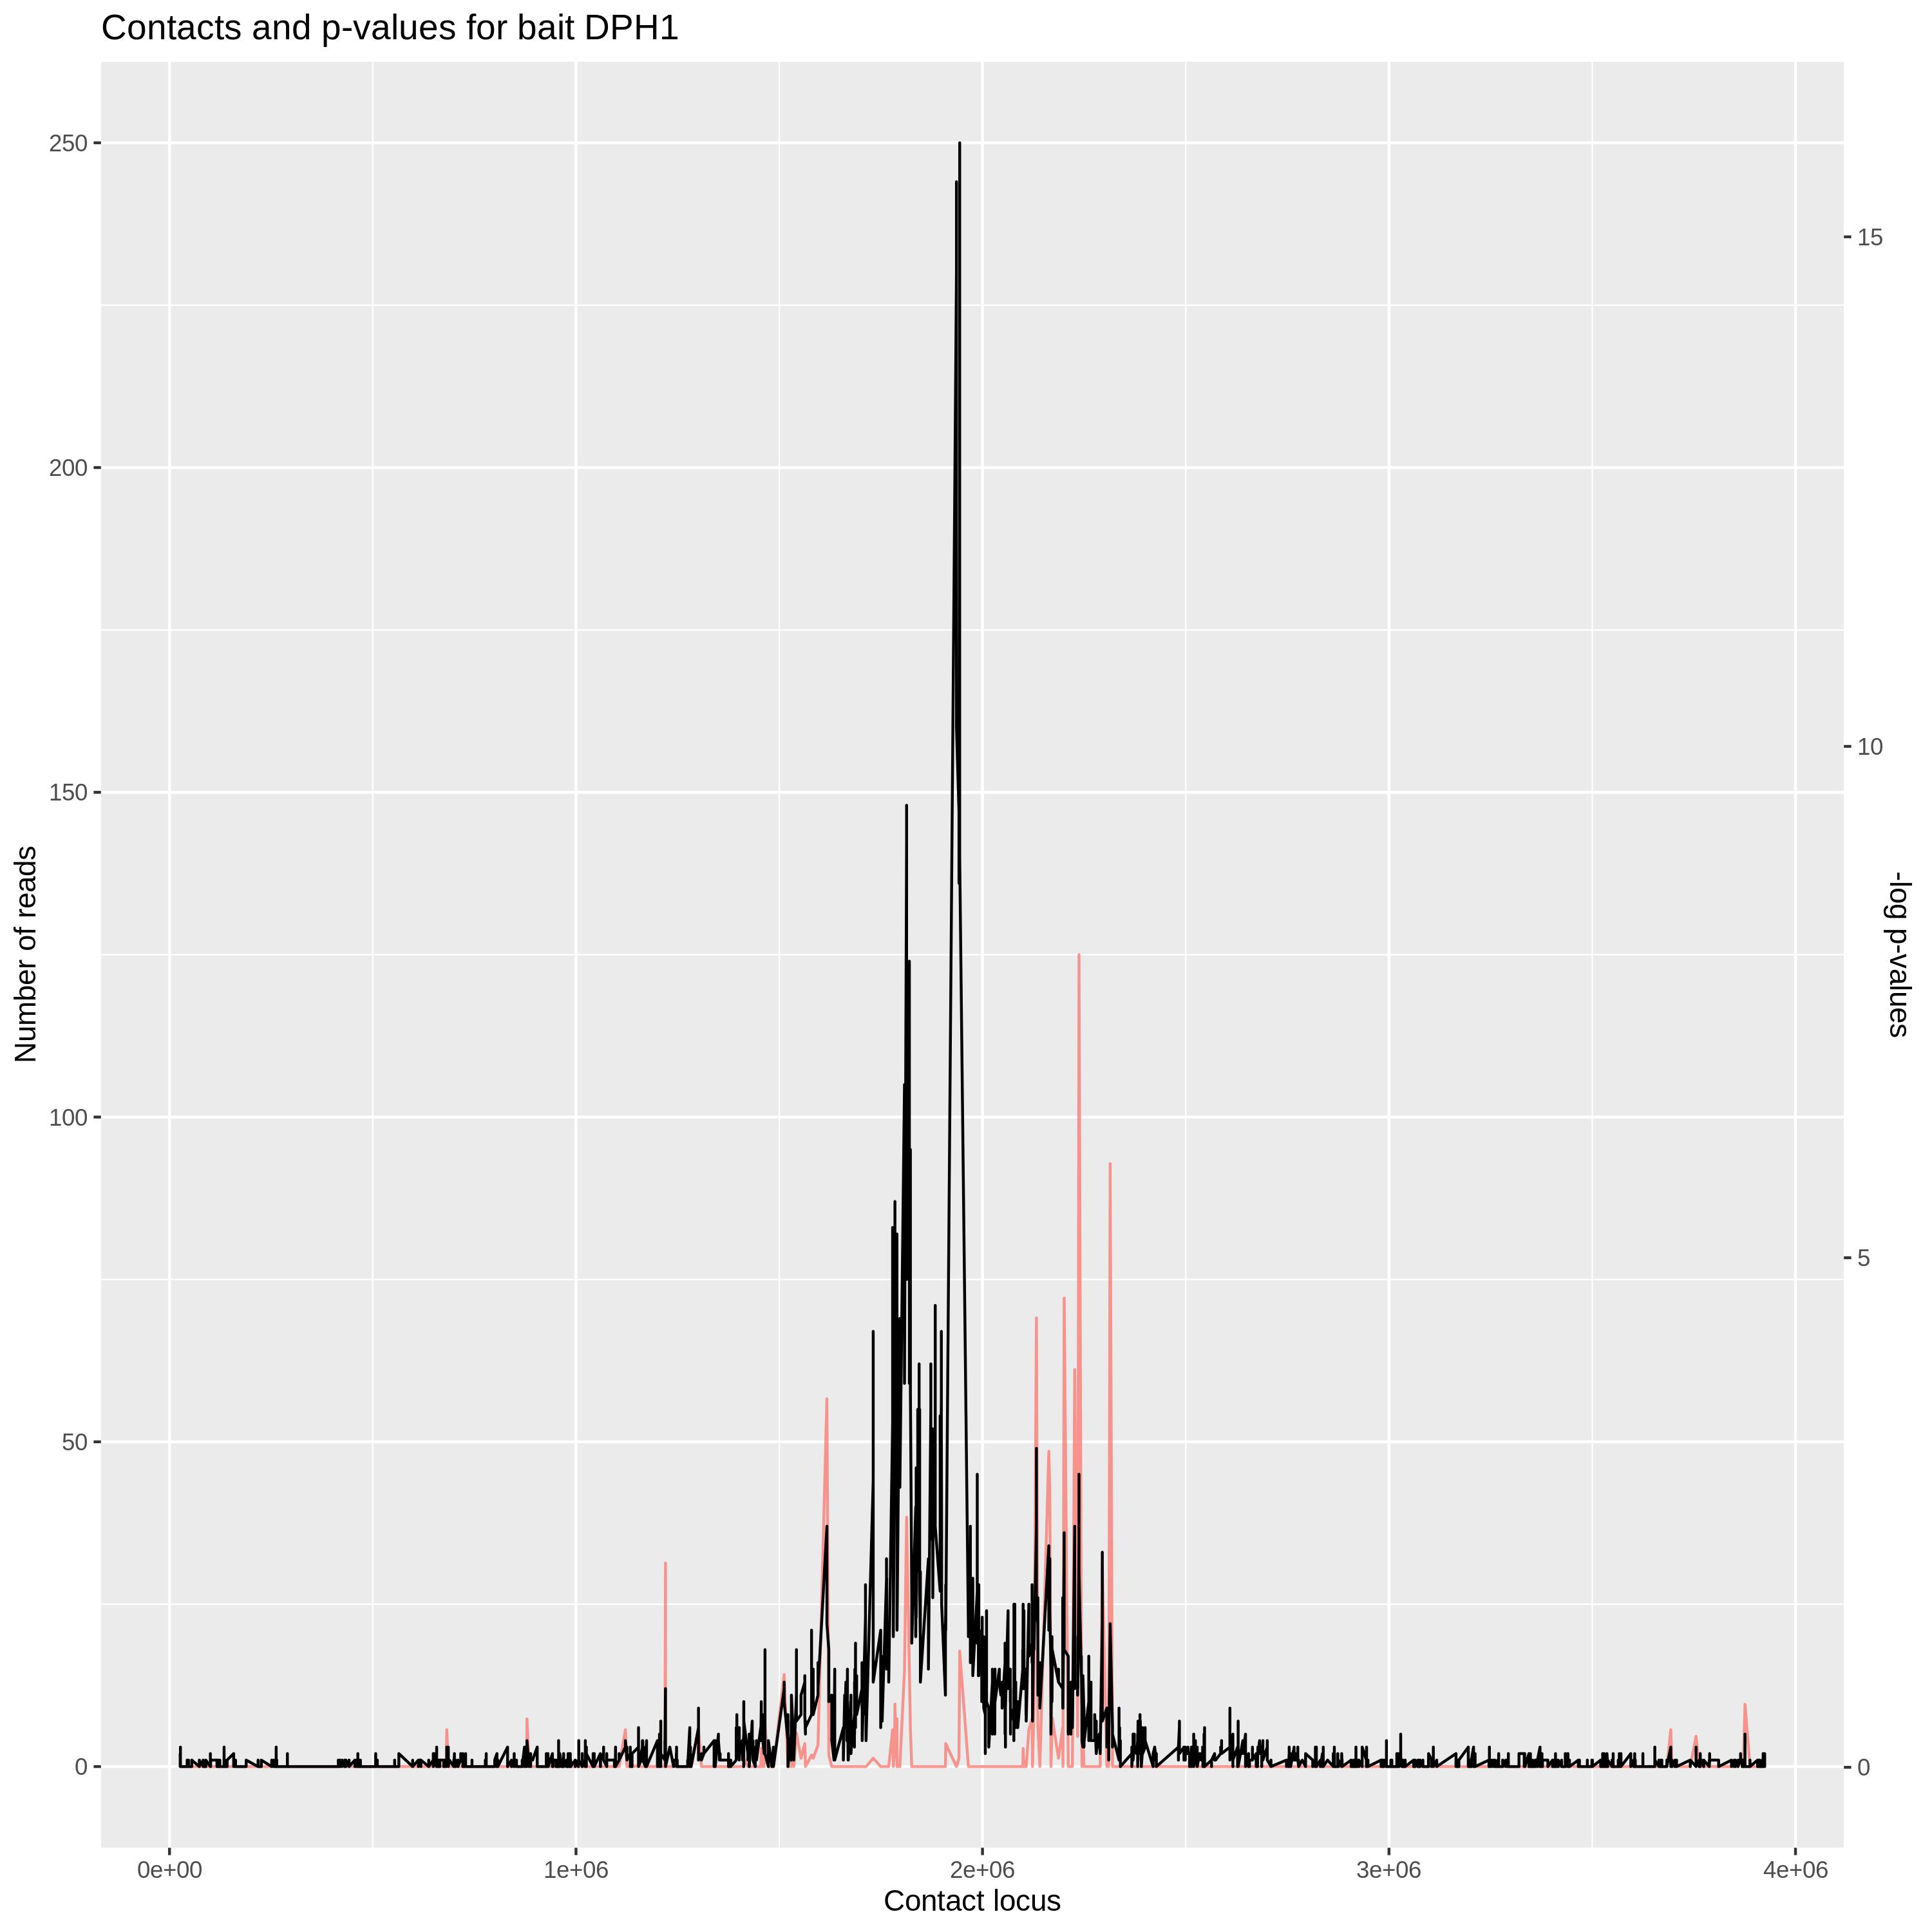 Contacts and p-values for bait DPH1
250
200
150
100
50
0
Number of reads
15
10
5
0
-log p-values
0e+00
1e+06
2e+06
3e+06
4e+06
Contact locus